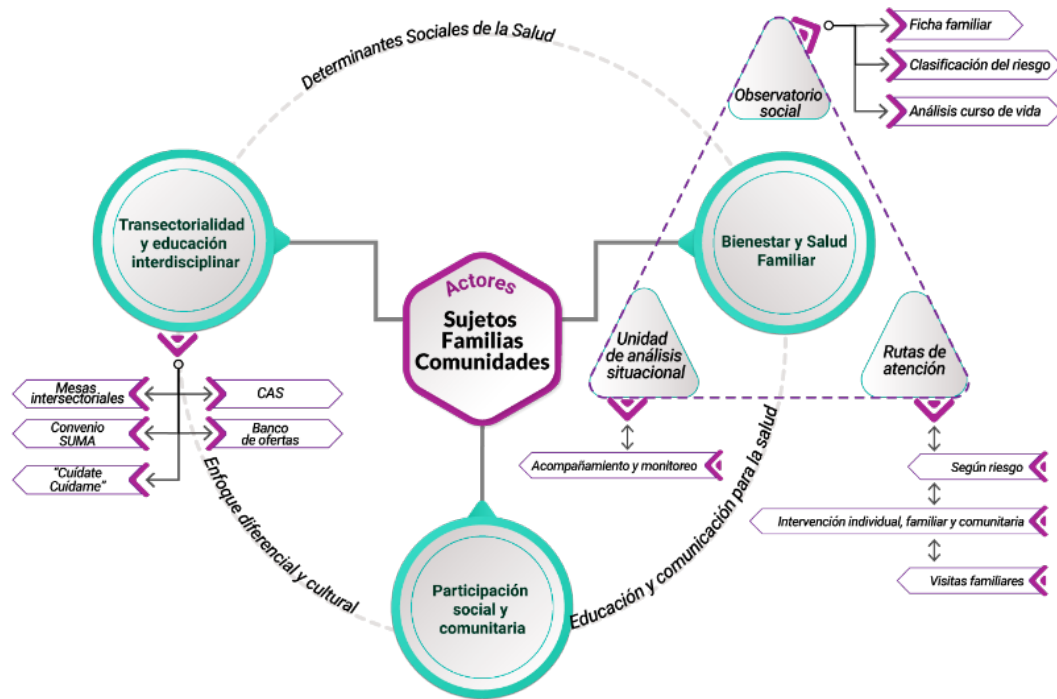 Determinantes Sociales de la Salud
Ficha familiar
Clasificación del riesgo
Análisis curso de vida
Observatorio
social
Transectorialidad
y educación
interdisciplinar
Bienestar y Salud
Familiar
Actores
Sujetos
Familias
Comunidades
Unidad
de análisis
situacional
Rutas de
atención
Mesas
intersectoriales
CAS
Convenio
SUMA
Banco
de ofertas
"Cuídate
Cuídame"
Acompañamiento y monitoreo
Según riesgo
Intervención individual, familiar y comunitaria
Visitas familiares
Enfoque diferencial y cultural
Educación y comunicación para la salud
Participación
social y
comunitaria